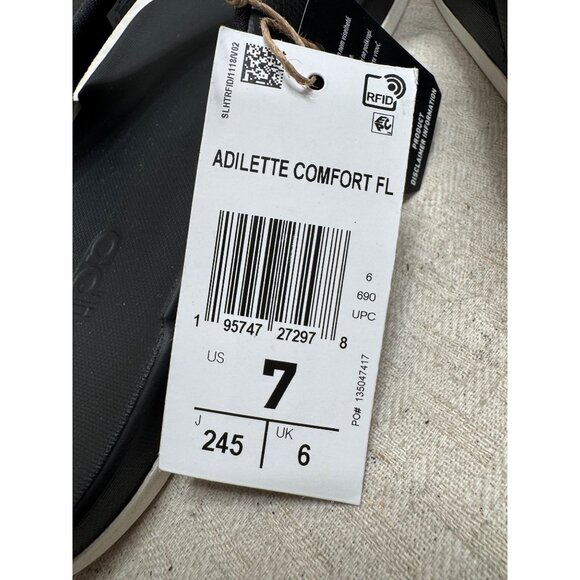 SLHTRFID/1118/V02
RFID
PRODUCT
DISCLAIMER INFORMATION
ADILETTE COMFORT FL
6
690
UPC
1 95747 27297 8
PO# 135047417
US 7
J 245
UK 6